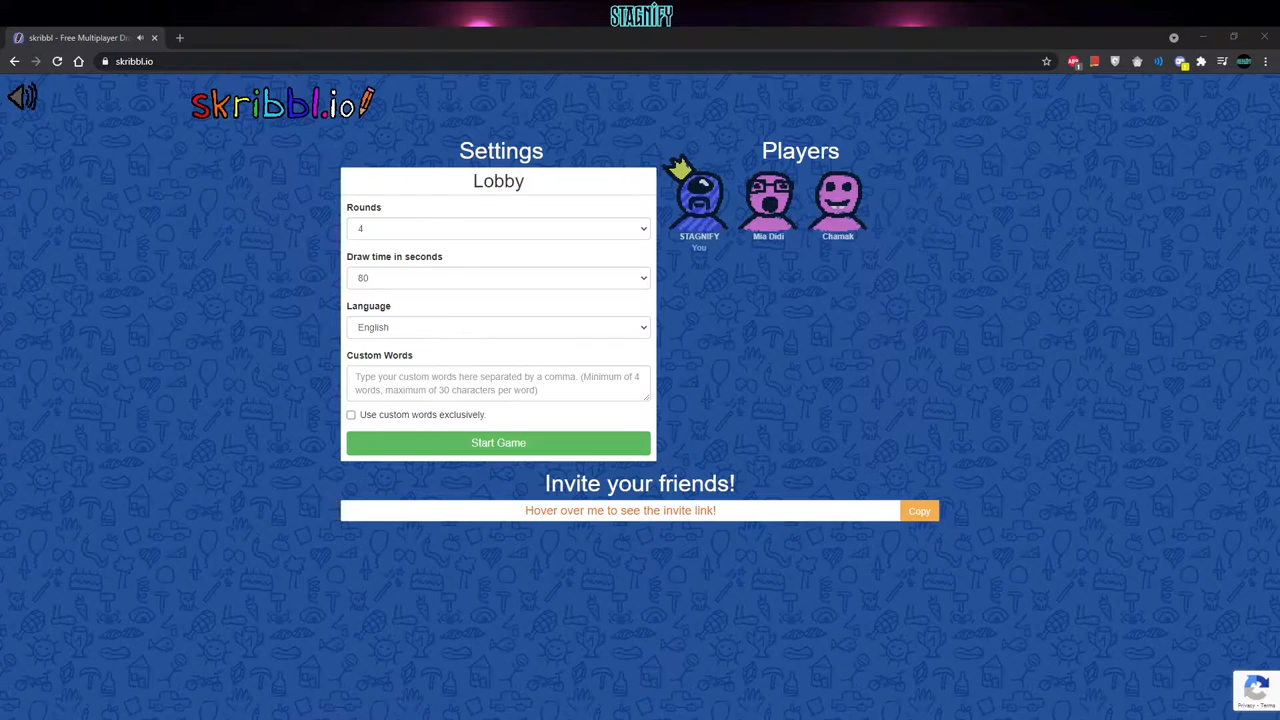 STAGNIFY
skribbl - Free Multiplayer Dr
skribbl.io
skribbl.io
Settings
Players
Lobby
Rounds
4
Draw time in seconds
80
Language
English
Custom Words
Type your custom words here separated by a comma. (Minimum of 4
words, maximum of 30 characters per word)
Use custom words exclusively.
Start Game
STAGNIFY
You
Mia Didi
Chamak
Invite your friends!
Hover over me to see the invite link!
Copy
Privacy - Terms